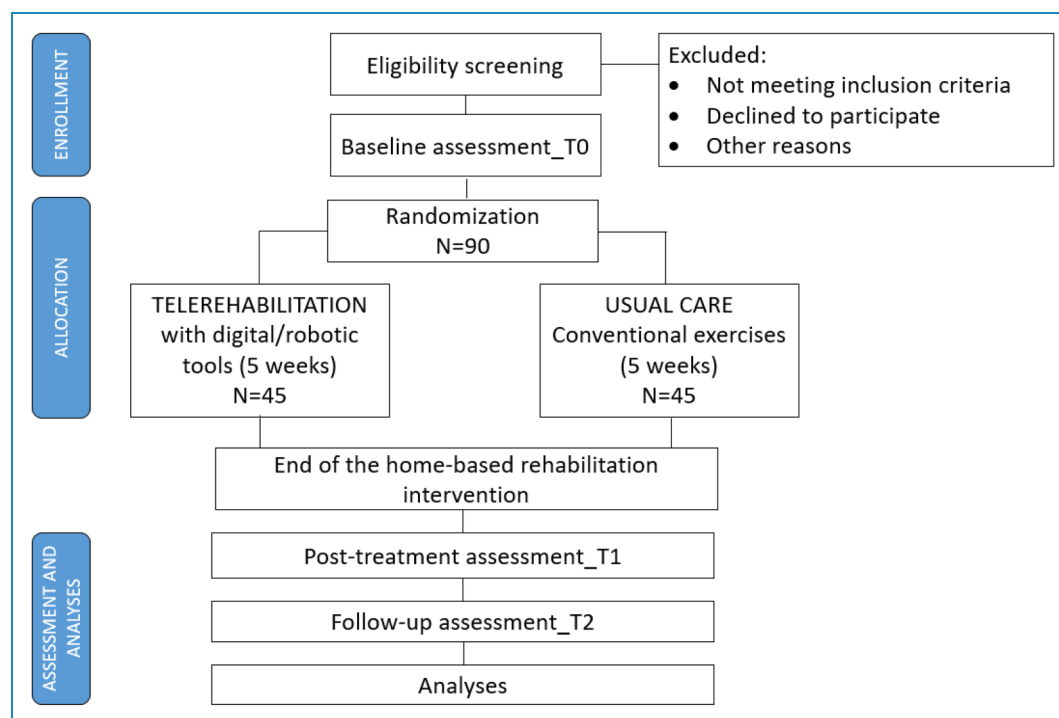 ENROLLMENT
Eligibility screening
Excluded:
• Not meeting inclusion criteria
• Declined to participate
• Other reasons
Baseline assessment_T0
ALLOCATION
Randomization
N=90
TELEREHABILITATION
with digital/robotic
tools (5 weeks)
N=45
USUAL CARE
Conventional exercises
(5 weeks)
N=45
End of the home-based rehabilitation
intervention
ASSESSMENT AND
ANALYSES
Post-treatment assessment_T1
Follow-up assessment_T2
Analyses